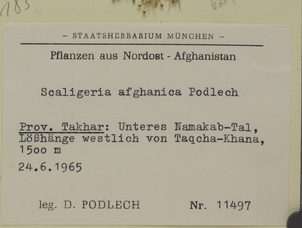 - STAATSHERBARIUM MÜNCHEN -
Pflanzen aus Nordost - Afghanistan
Scaligeria afghanica Podlech
Prov. Takhar: Unteres Namakab-Tal,
Lößhänge westlich von Taqcha-Khana,
1500 m
24.6.1965
leg. D. PODLECH Nr. 11497